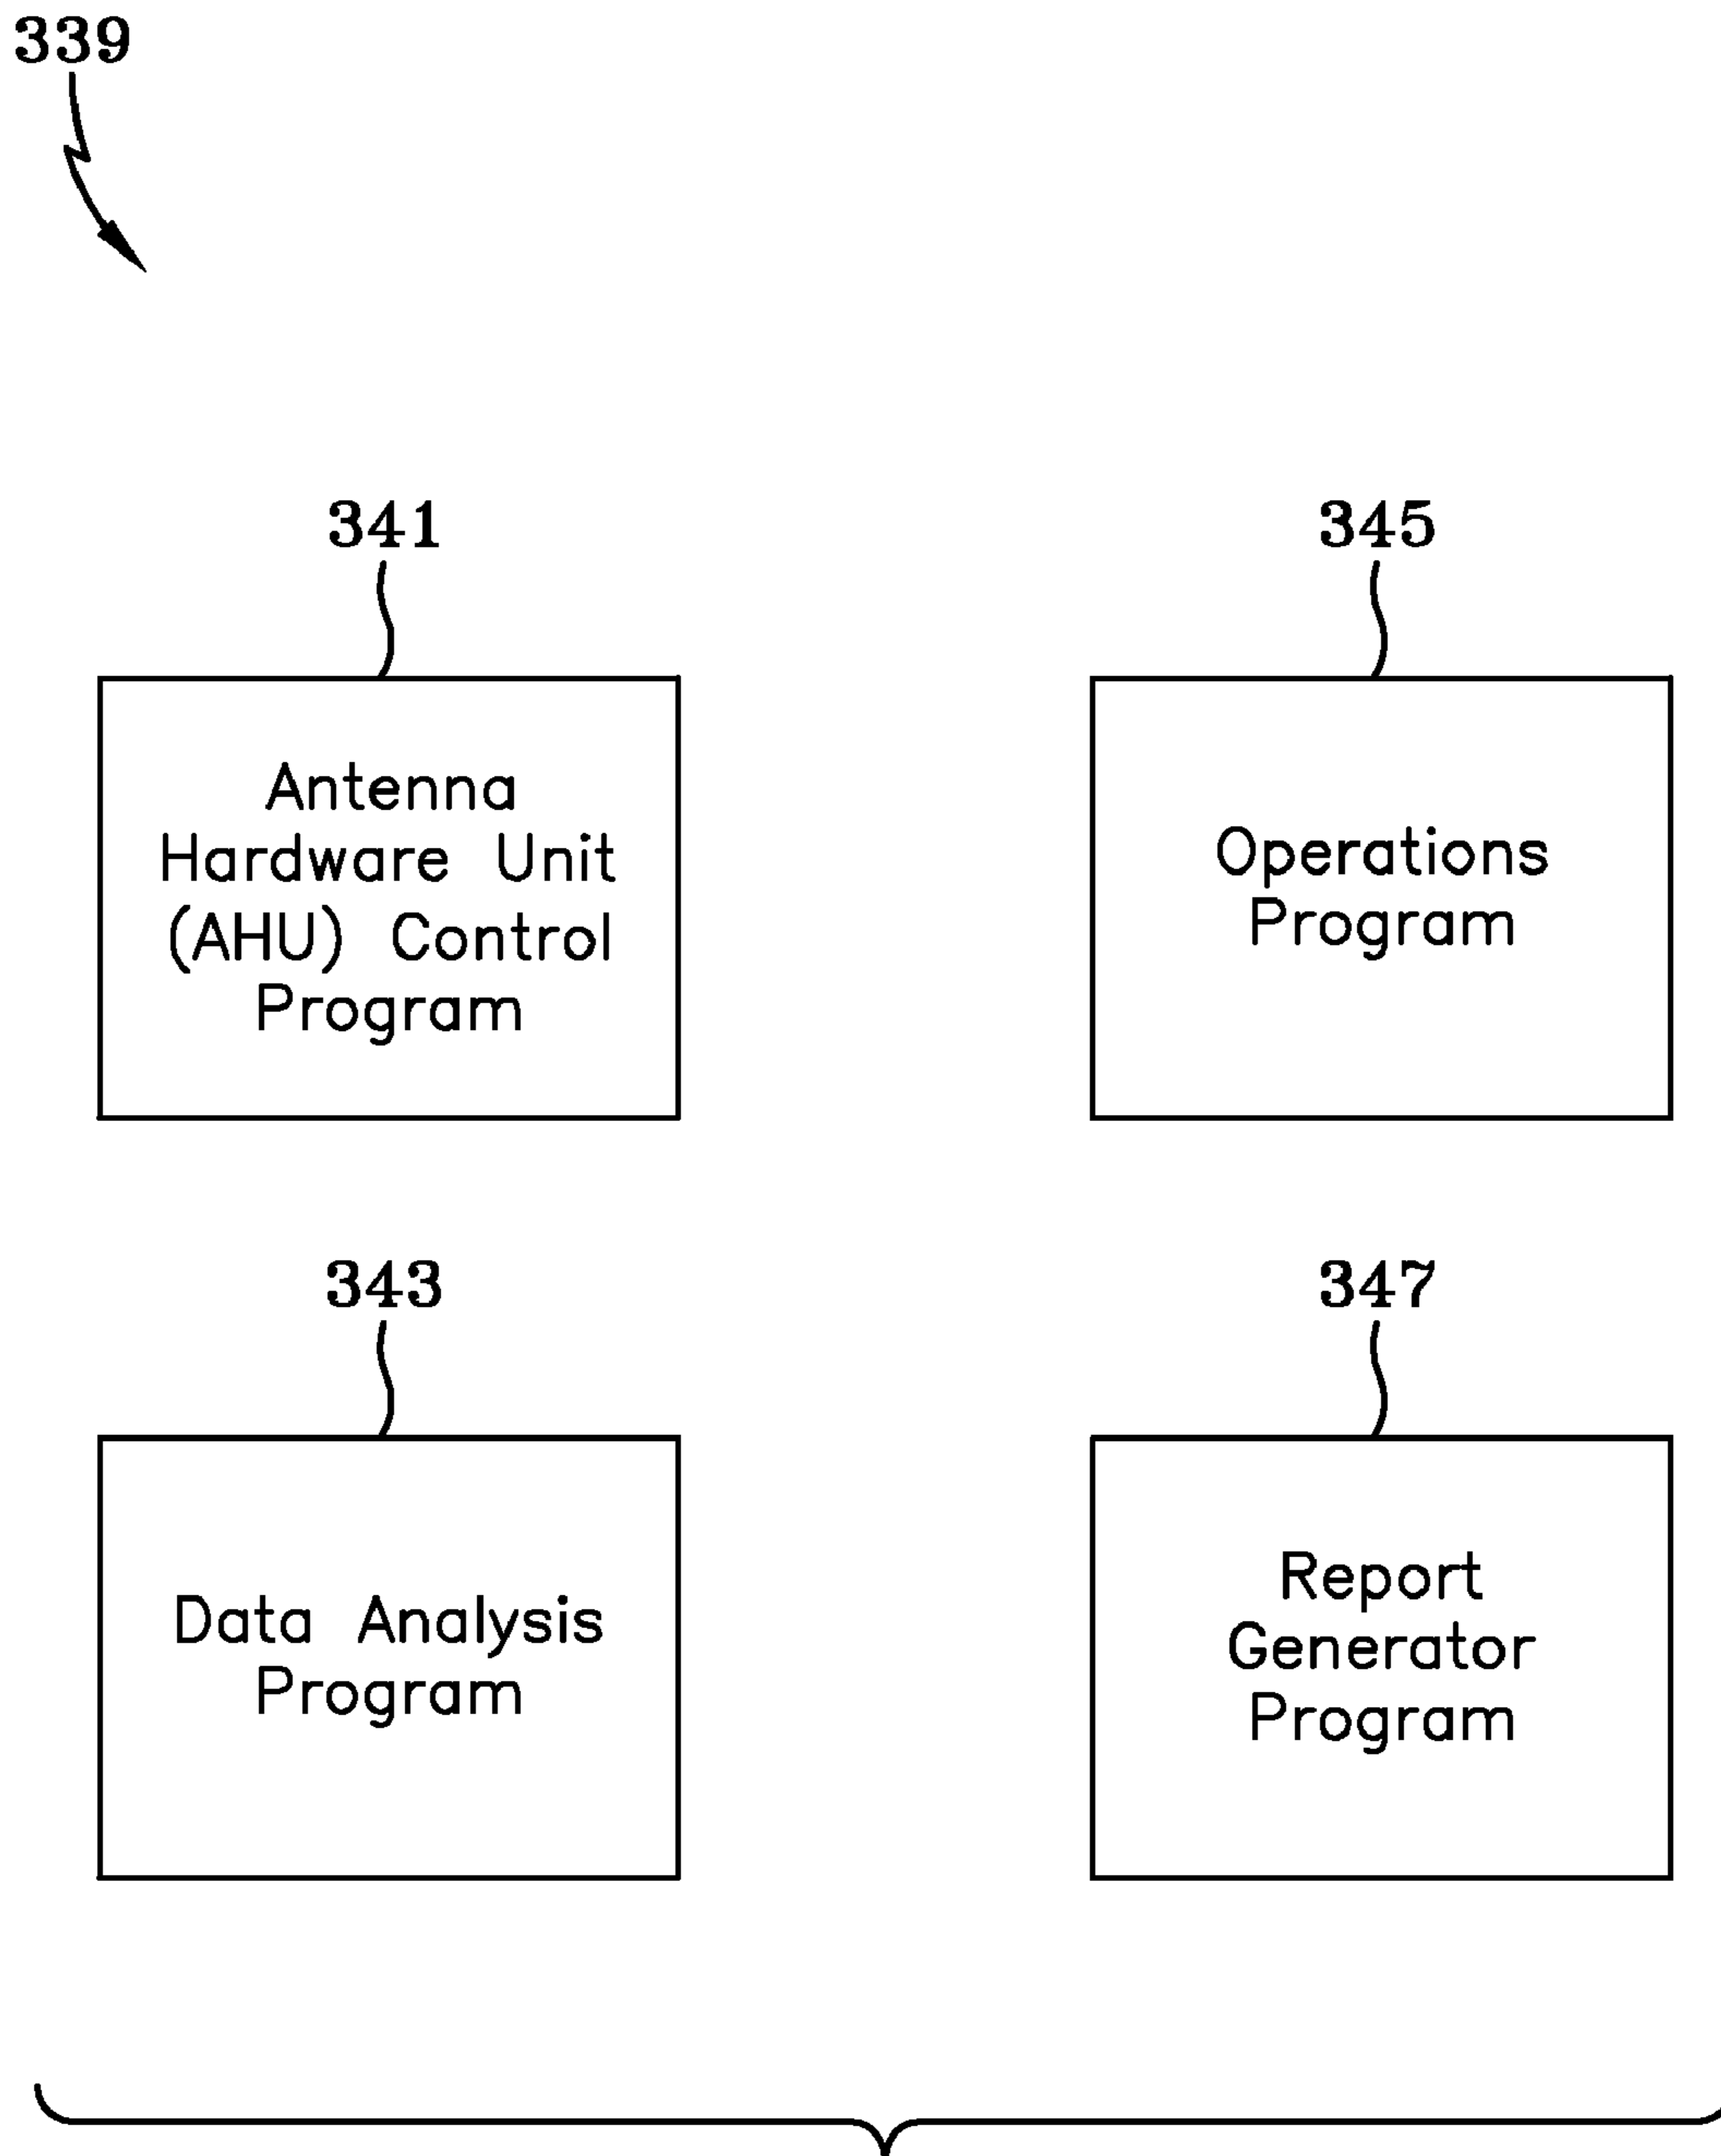 339
341
Antenna
Hardware Unit
(AHU) Control
Program
345
Operations
Program
343
Data Analysis
Program
347
Report
Generator
Program